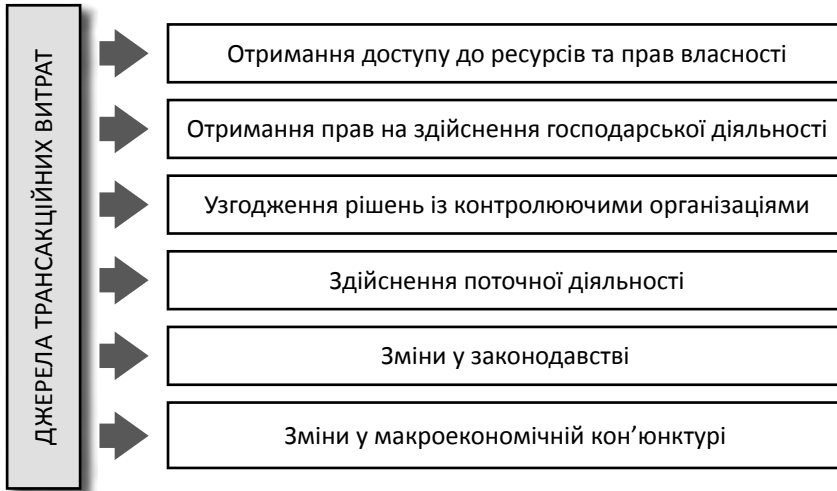 ДЖЕРЕЛА ТРАНСАКЦІЙНИХ ВИТРАТ
Отримання доступу до ресурсів та прав власності
Отримання прав на здійснення господарської діяльності
Узгодження рішень із контролюючими організаціями
Здійснення поточної діяльності
Зміни у законодавстві
Зміни у макроекономічній кон’юнктурі